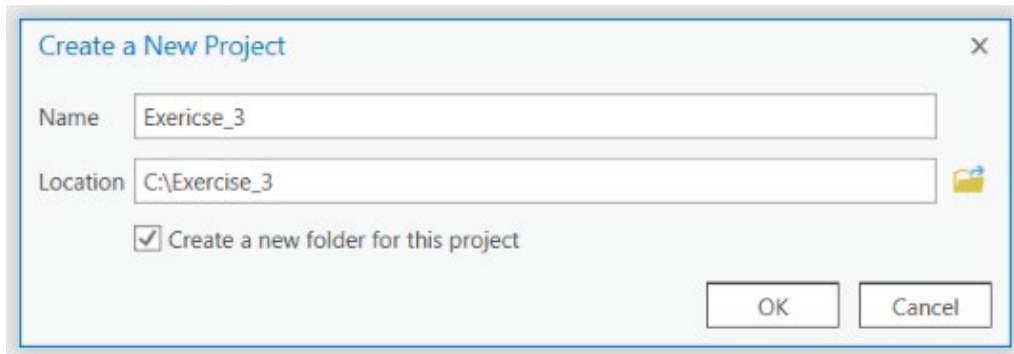 Create a New Project
Name Exericse_3
Location C:\Exercise_3
Create a new folder for this project
OK Cancel